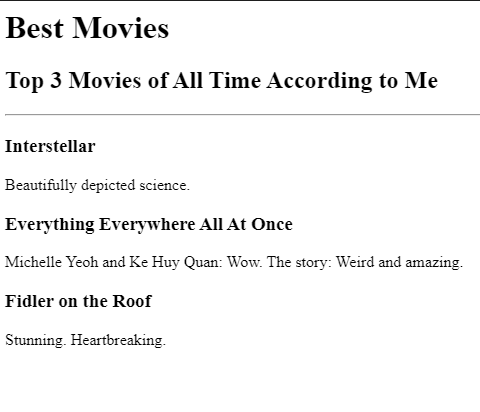 Best Movies
Top 3 Movies of All Time According to Me
Interstellar
Beautifully depicted science.
Everything Everywhere All At Once
Michelle Yeoh and Ke Huy Quan: Wow. The story: Weird and amazing.
Fidler on the Roof
Stunning. Heartbreaking.